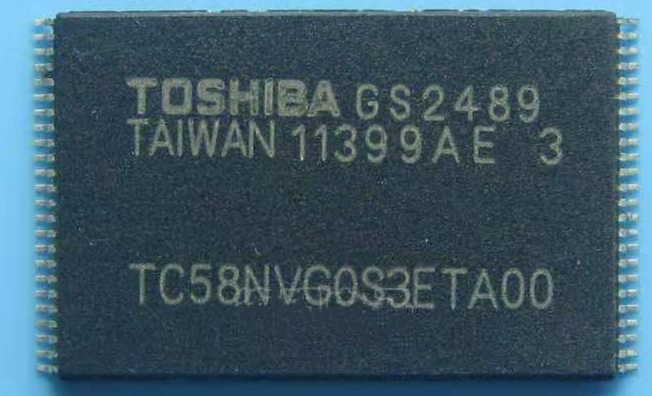 TOSHIBA GS2489
TAIWAN 11399AE 3
TC58NVG0S3ETA00